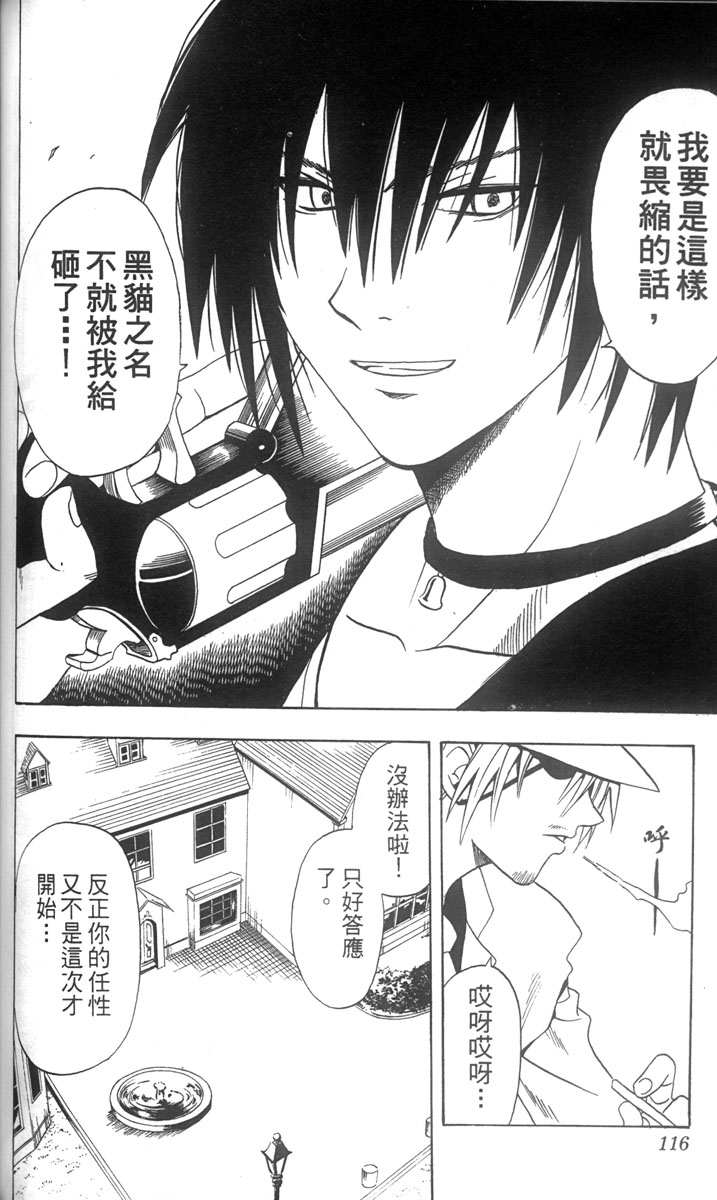 我要是這樣
就畏縮的話，
黑貓之名
不就被我給
砸了…！
呼
哎呀哎呀…
沒辦法啦！
只好答應
了。
反正你的任性
又不是這次才
開始…
116